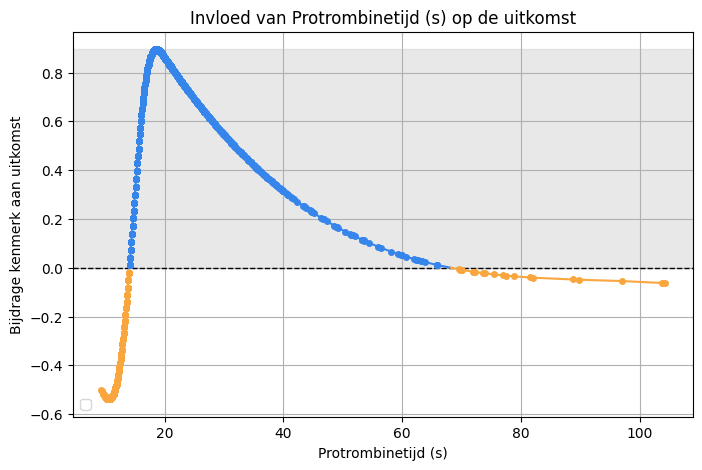 Invloed van Protrombinetijd (s) op de uitkomst
Bijdrage kenmerk aan uitkomst
0.8
0.6
0.4
0.2
0.0
−0.2
−0.4
−0.6
20 40 60 80 100
Protrombinetijd (s)